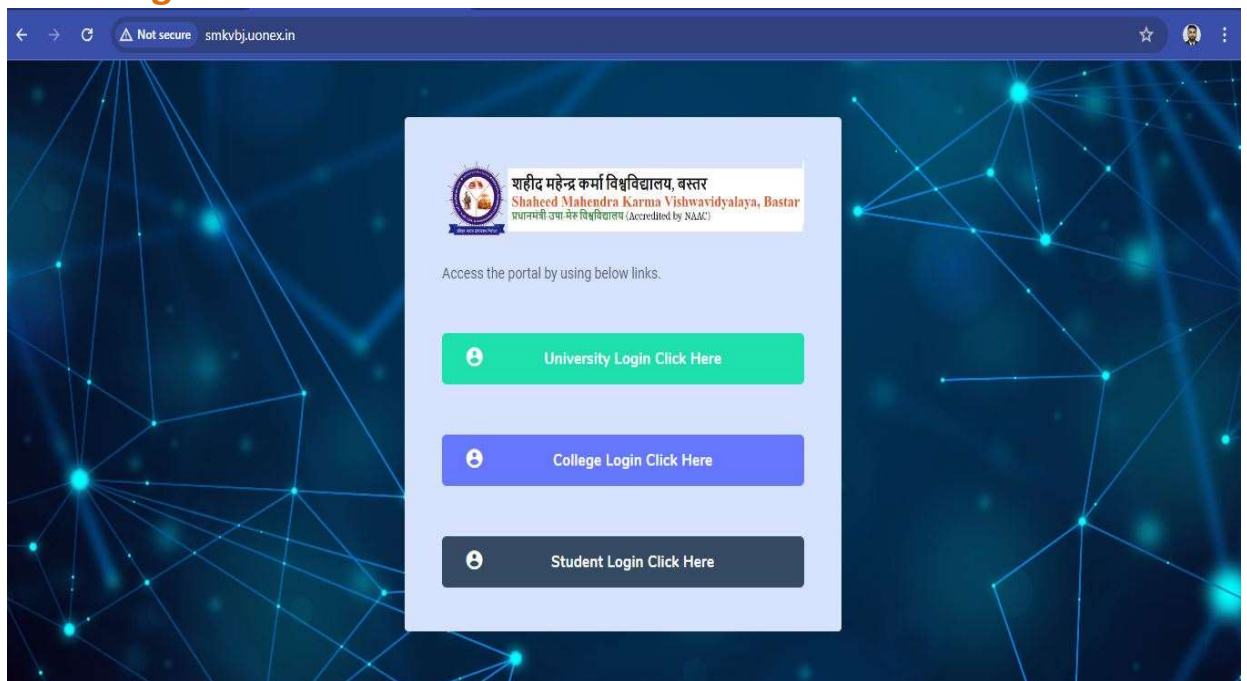 Not secure smkvbj.uonex.in
शहीद महेन्द्र कर्मा विश्वविद्यालय, बस्तर
Shaheed Mahendra Karma Vishwavidyalaya, Bastar
प्रधानमंत्री उषा-मेरु विश्वविद्यालय (Accredited by NAAC)
Access the portal by using below links.
University Login Click Here
College Login Click Here
Student Login Click Here